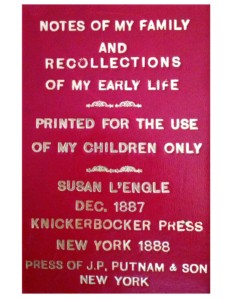 NOTES OF MY FAMILY
AND
RECOLLECTIONS
OF MY EARLY LIFE
PRINTED FOR THE USE
OF MY CHILDREN ONLY
SUSAN L'ENGLE
DEC. 1887
KNICKERBOCKER PRESS
NEW YORK 1888
PRESS OF J.P. PUTNAM & SON
NEW YORK